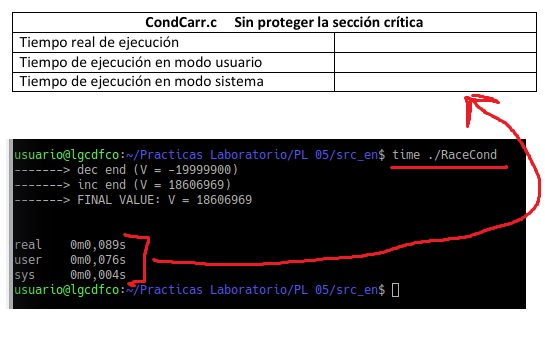 CondCarr.c Sin proteger la sección crítica
Tiempo real de ejecución
Tiempo de ejecución en modo usuario
Tiempo de ejecución en modo sistema
usuario@lgcdfco:~/Practicas Laboratorio/PL 05/src_en$ time ./RaceCond
-------> dec end (V = -19999900)
-------> inc end (V = 18606969)
-------> FINAL VALUE: V = 18606969
real 0m0,089s
user 0m0,076s
sys 0m0,004s
usuario@lgcdfco:~/Practicas Laboratorio/PL 05/src_en$